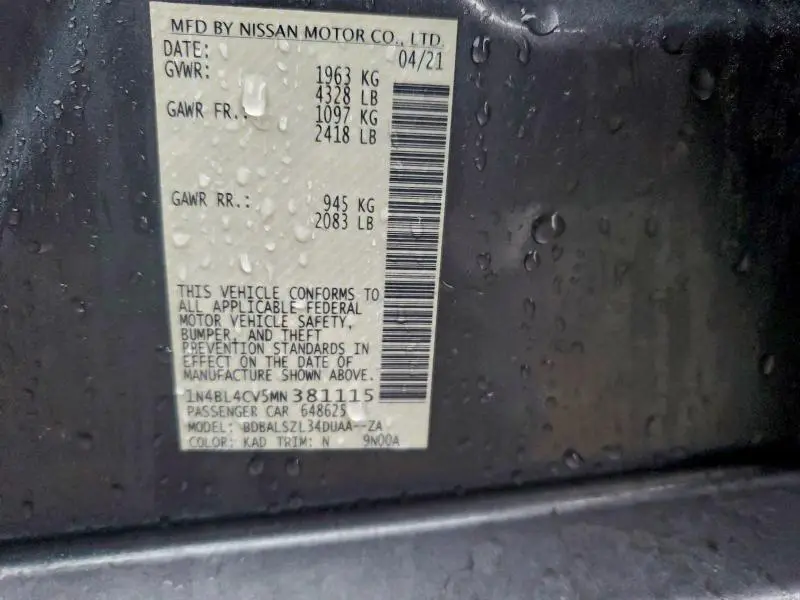 MFD BY NISSAN MOTOR CO., LTD.
DATE: 04/21
GVWR: 1963 KG
4328 LB
GAWR FR.: 1097 KG
2418 LB
GAWR RR.: 945 KG
2083 LB
THIS VEHICLE CONFORMS TO
ALL APPLICABLE FEDERAL
MOTOR VEHICLE SAFETY,
BUMPER, AND THEFT
PREVENTION STANDARDS IN
EFFECT ON THE DATE OF
MANUFACTURE SHOWN ABOVE.
1N4BL4CV5MN 381115
PASSENGER CAR 648625
MODEL: BDBALSZL34DUAA--ZA
COLOR: KAD TRIM: N 9N00A